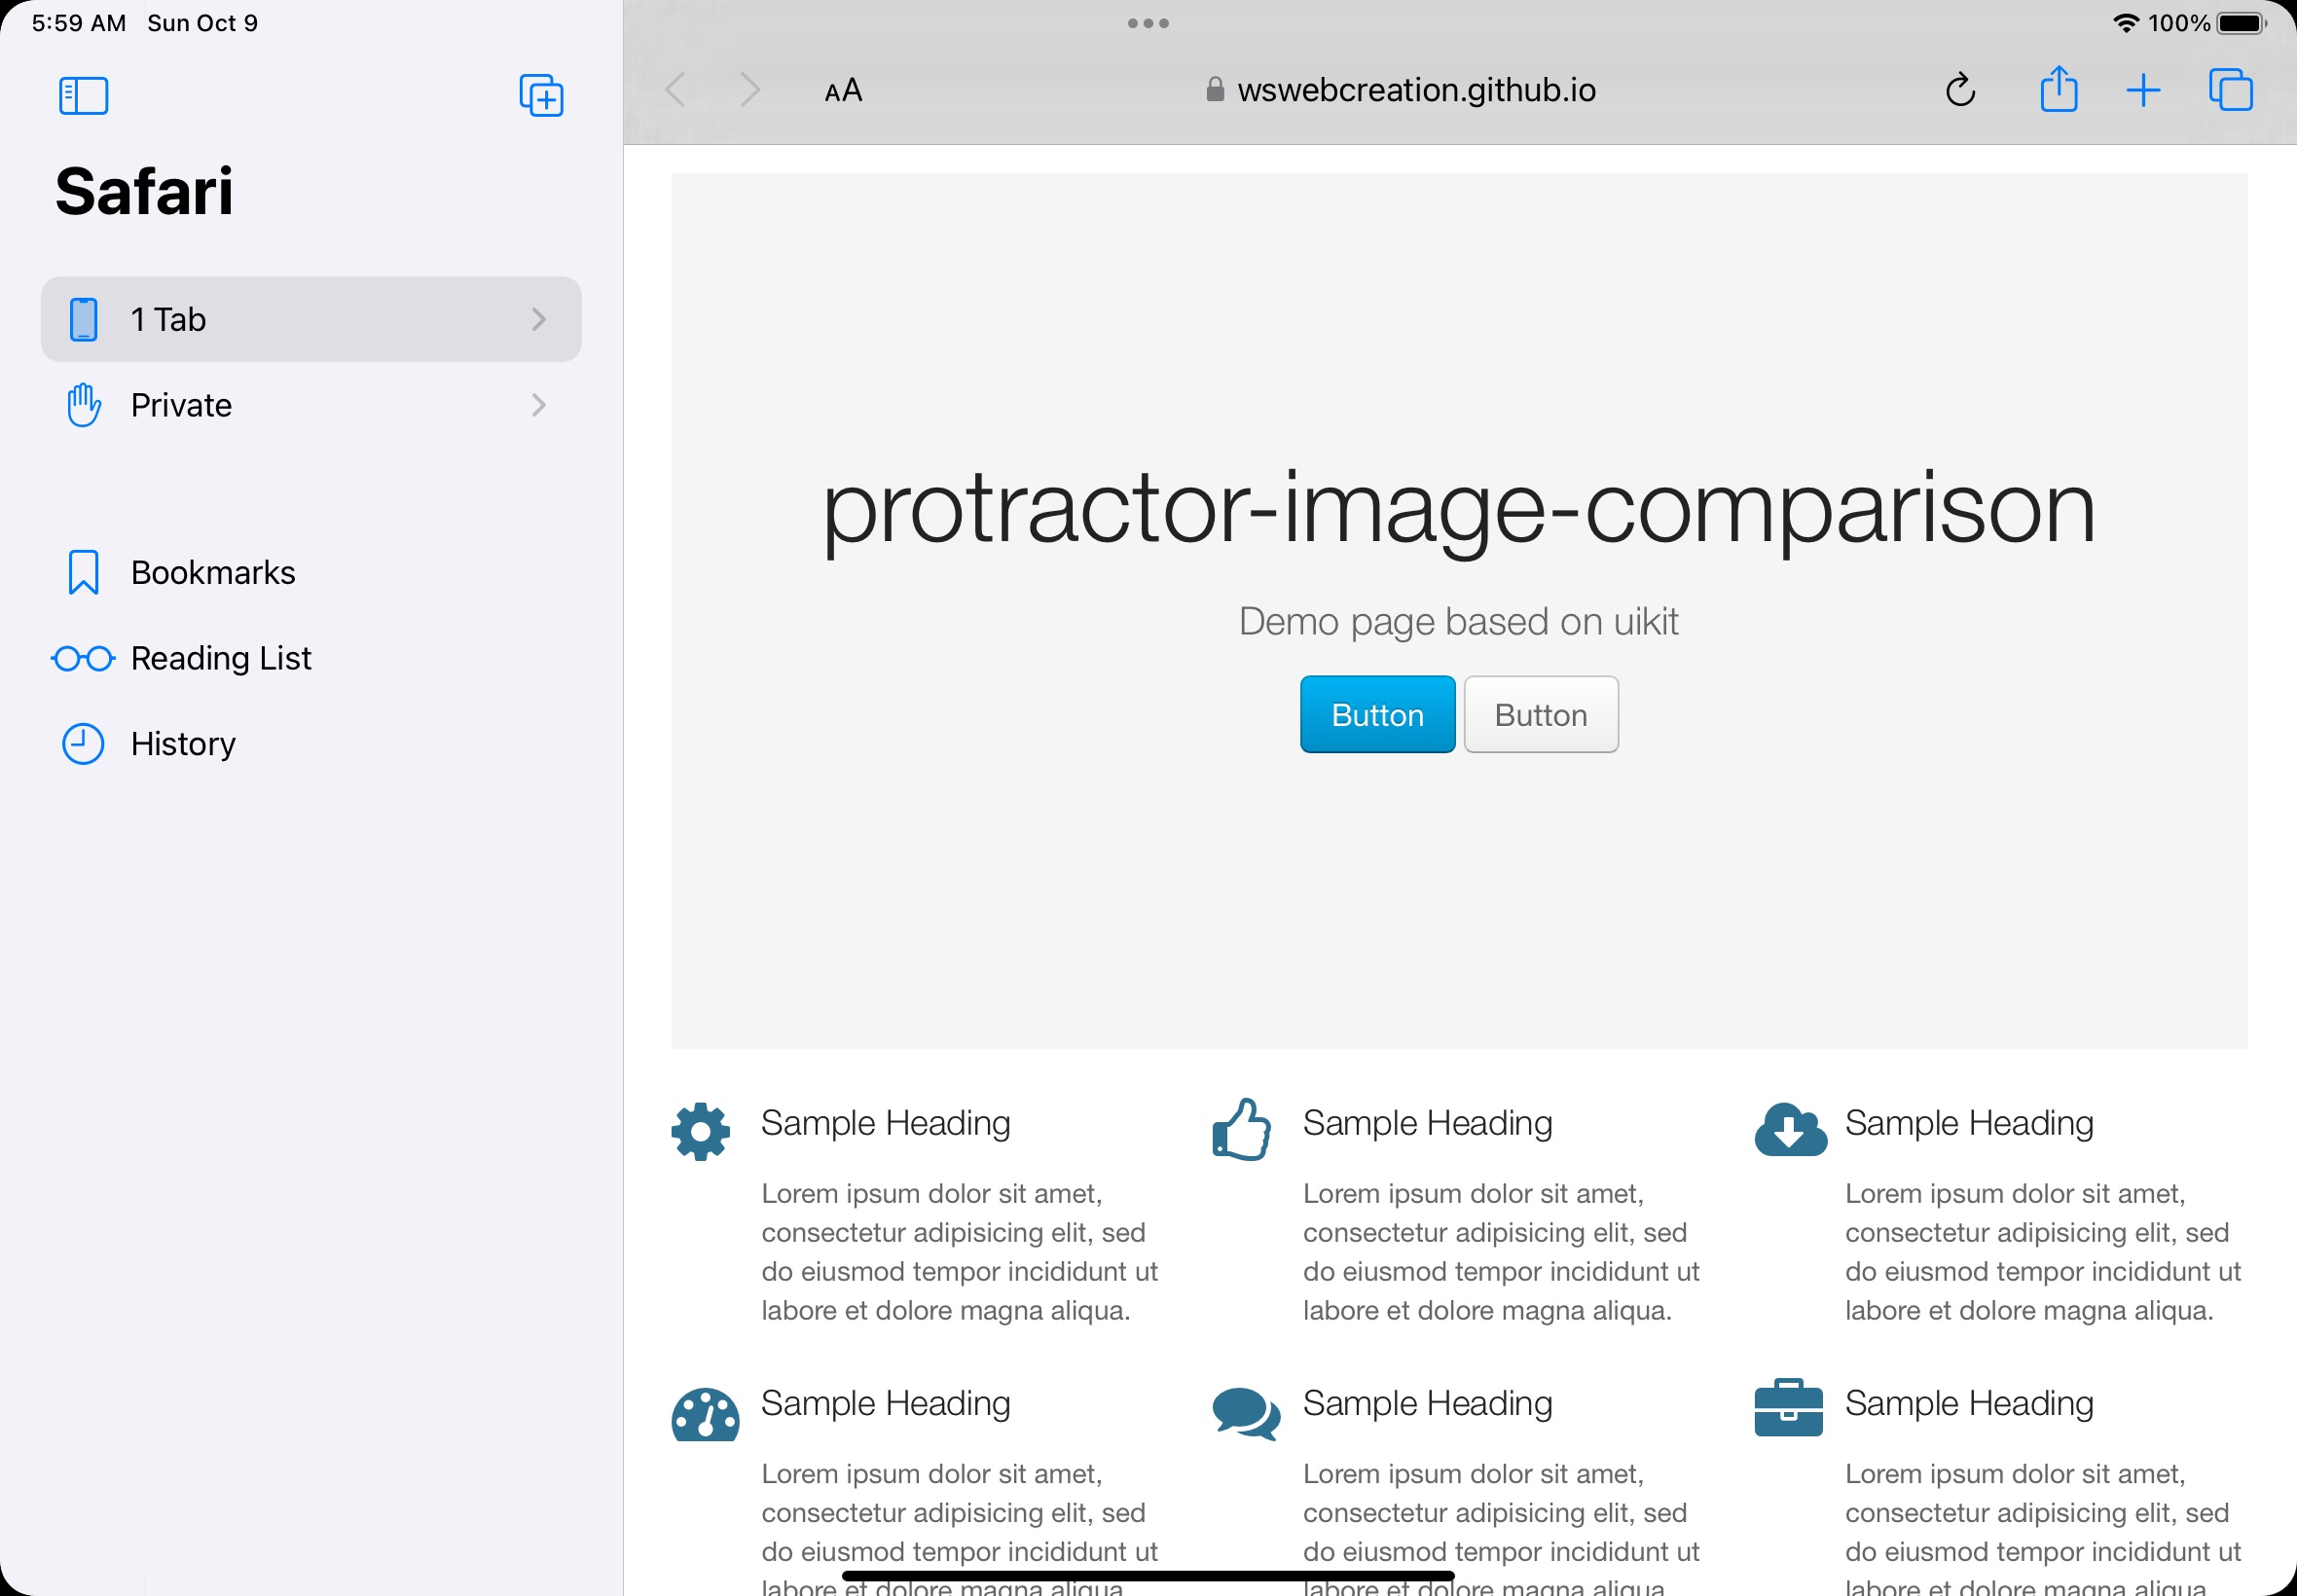 5:59 AM Sun Oct 9
100%
Safari
1 Tab
Private
Bookmarks
Reading List
History
AA
wswebcreation.github.io
protractor-image-comparison
Demo page based on uikit
Button Button
Sample Heading
Lorem ipsum dolor sit amet,
consectetur adipisicing elit, sed
do eiusmod tempor incididunt ut
labore et dolore magna aliqua.
Sample Heading
Lorem ipsum dolor sit amet,
consectetur adipisicing elit, sed
do eiusmod tempor incididunt ut
labore et dolore magna aliqua.
Sample Heading
Lorem ipsum dolor sit amet,
consectetur adipisicing elit, sed
do eiusmod tempor incididunt ut
labore et dolore magna aliqua.
Sample Heading
Lorem ipsum dolor sit amet,
consectetur adipisicing elit, sed
do eiusmod tempor incididunt ut
labore et dolore magna aliqua
Sample Heading
Lorem ipsum dolor sit amet,
consectetur adipisicing elit, sed
do eiusmod tempor incididunt ut
labore et dolore magna aliqua
Sample Heading
Lorem ipsum dolor sit amet,
consectetur adipisicing elit, sed
do eiusmod tempor incididunt ut
labore et dolore magna aliqua